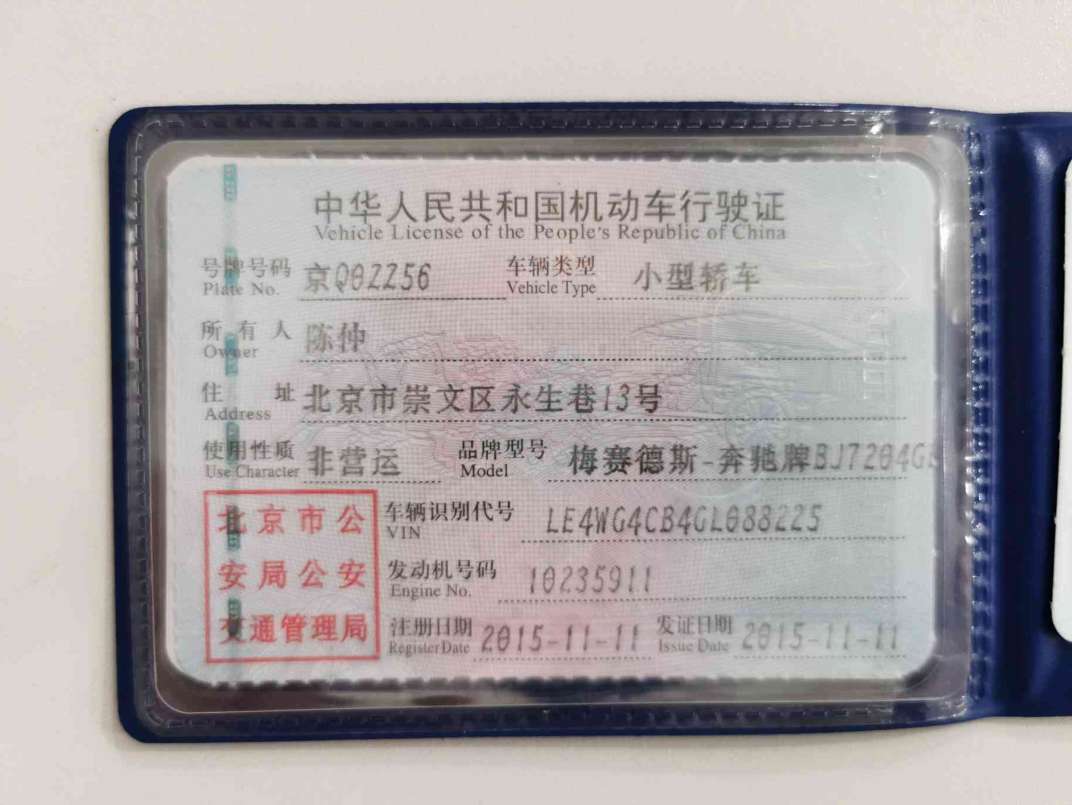 中华人民共和国机动车行驶证
Vehicle License of the People's Republic of China
号牌号码 京Q0ZZ56 车辆类型 小型轿车
Plate No. Vehicle Type
所有人 陈仲
Owner
住址 北京市崇文区永生巷13号
Address
使用性质 非营运 品牌型号 梅赛德斯-奔驰牌BJ7204G
Use Character Model
北京市公
安局公安
交通管理局
车辆识别代号 LE4WG4CB4GL088225
VIN
发动机号码 10235911
Engine No.
注册日期 2015-11-11 发证日期 2015-11-11
Register Date Issue Date